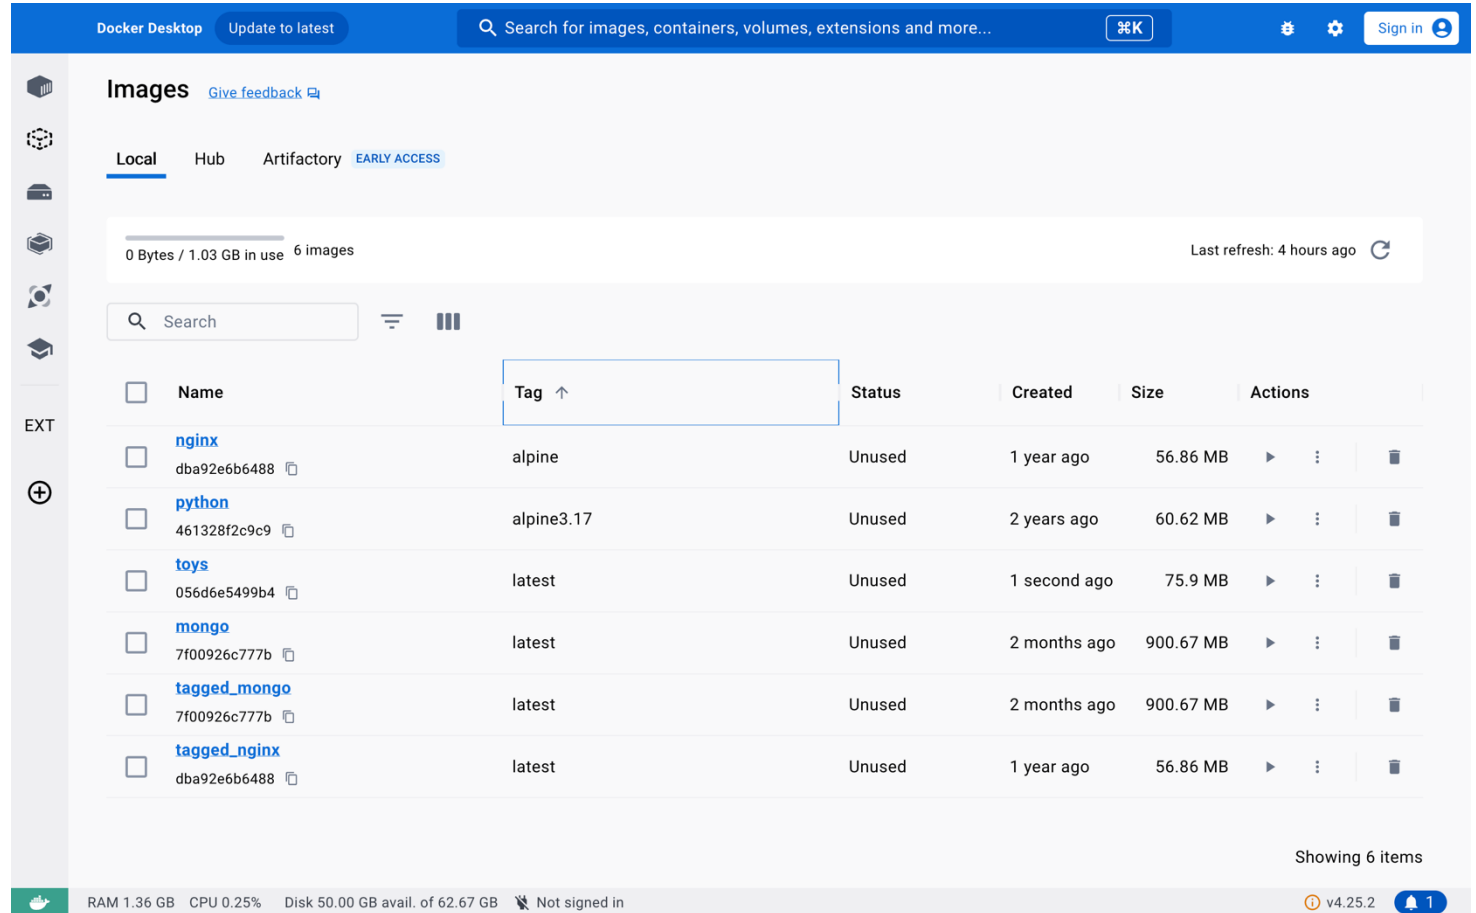 Docker Desktop Update to latest Search for images, containers, volumes, extensions and more... ⌘K Sign in
Images Give feedback
Local Hub Artifactory EARLY ACCESS
0 Bytes / 1.03 GB in use 6 images Last refresh: 4 hours ago
Search
Name Tag Status Created Size Actions
EXT
nginx
dba92e6b6488 alpine Unused 1 year ago 56.86 MB
python
461328f2c9c9 alpine3.17 Unused 2 years ago 60.62 MB
toys
056d6e5499b4 latest Unused 1 second ago 75.9 MB
mongo
7f00926c777b latest Unused 2 months ago 900.67 MB
tagged_mongo
7f00926c777b latest Unused 2 months ago 900.67 MB
tagged_nginx
dba92e6b6488 latest Unused 1 year ago 56.86 MB
Showing 6 items
RAM 1.36 GB CPU 0.25% Disk 50.00 GB avail. of 62.67 GB Not signed in v4.25.2 1